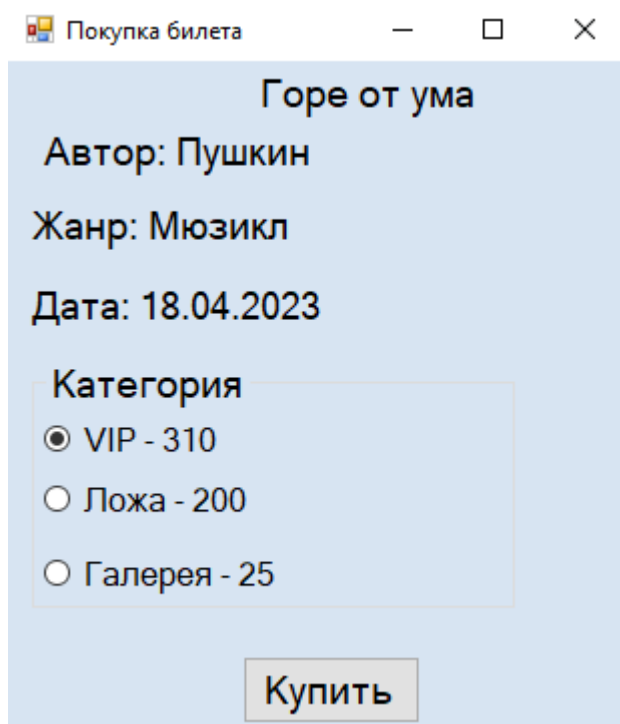 Покупка билета
Горе от ума
Автор: Пушкин
Жанр: Мюзикл
Дата: 18.04.2023
Категория
VIP - 310
Ложа - 200
Галерея - 25
Купить